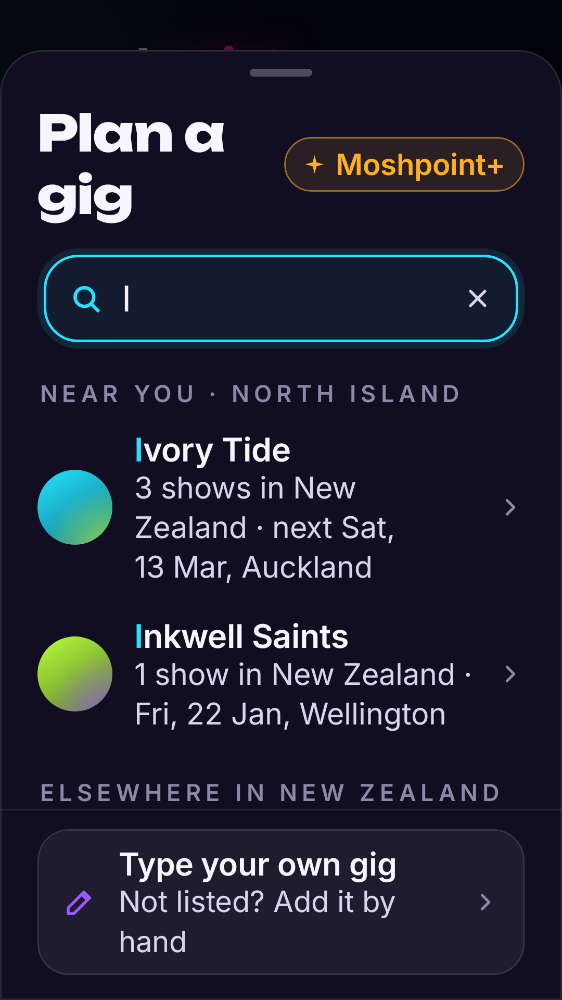 Plan a
gig
Moshpoint+
I
NEAR YOU · NORTH ISLAND
Ivory Tide
3 shows in New
Zealand · next Sat,
13 Mar, Auckland
Inkwell Saints
1 show in New Zealand ·
Fri, 22 Jan, Wellington
ELSEWHERE IN NEW ZEALAND
Type your own gig
Not listed? Add it by
hand